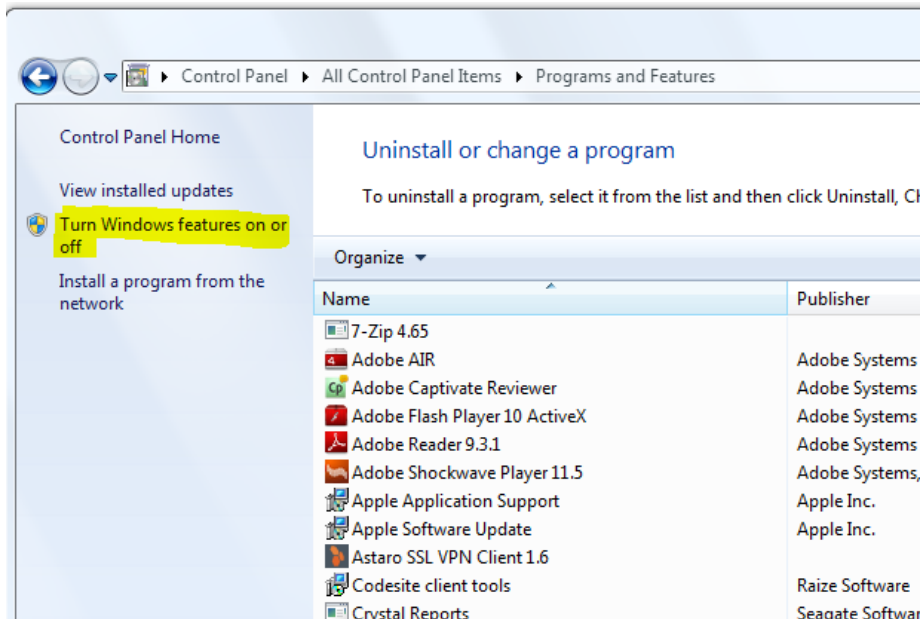 Control Panel ▸ All Control Panel Items ▸ Programs and Features
Control Panel Home
View installed updates
Turn Windows features on or
off
Install a program from the
network
Uninstall or change a program
To uninstall a program, select it from the list and then click Uninstall, Ch
Organize
Name Publisher
7-Zip 4.65
Adobe AIR Adobe Systems
Adobe Captivate Reviewer Adobe Systems
Adobe Flash Player 10 ActiveX Adobe Systems
Adobe Reader 9.3.1 Adobe Systems
Adobe Shockwave Player 11.5 Adobe Systems,
Apple Application Support Apple Inc.
Apple Software Update Apple Inc.
Astaro SSL VPN Client 1.6
Codesite client tools Raize Software
Crystal Reports Seagate Softwar